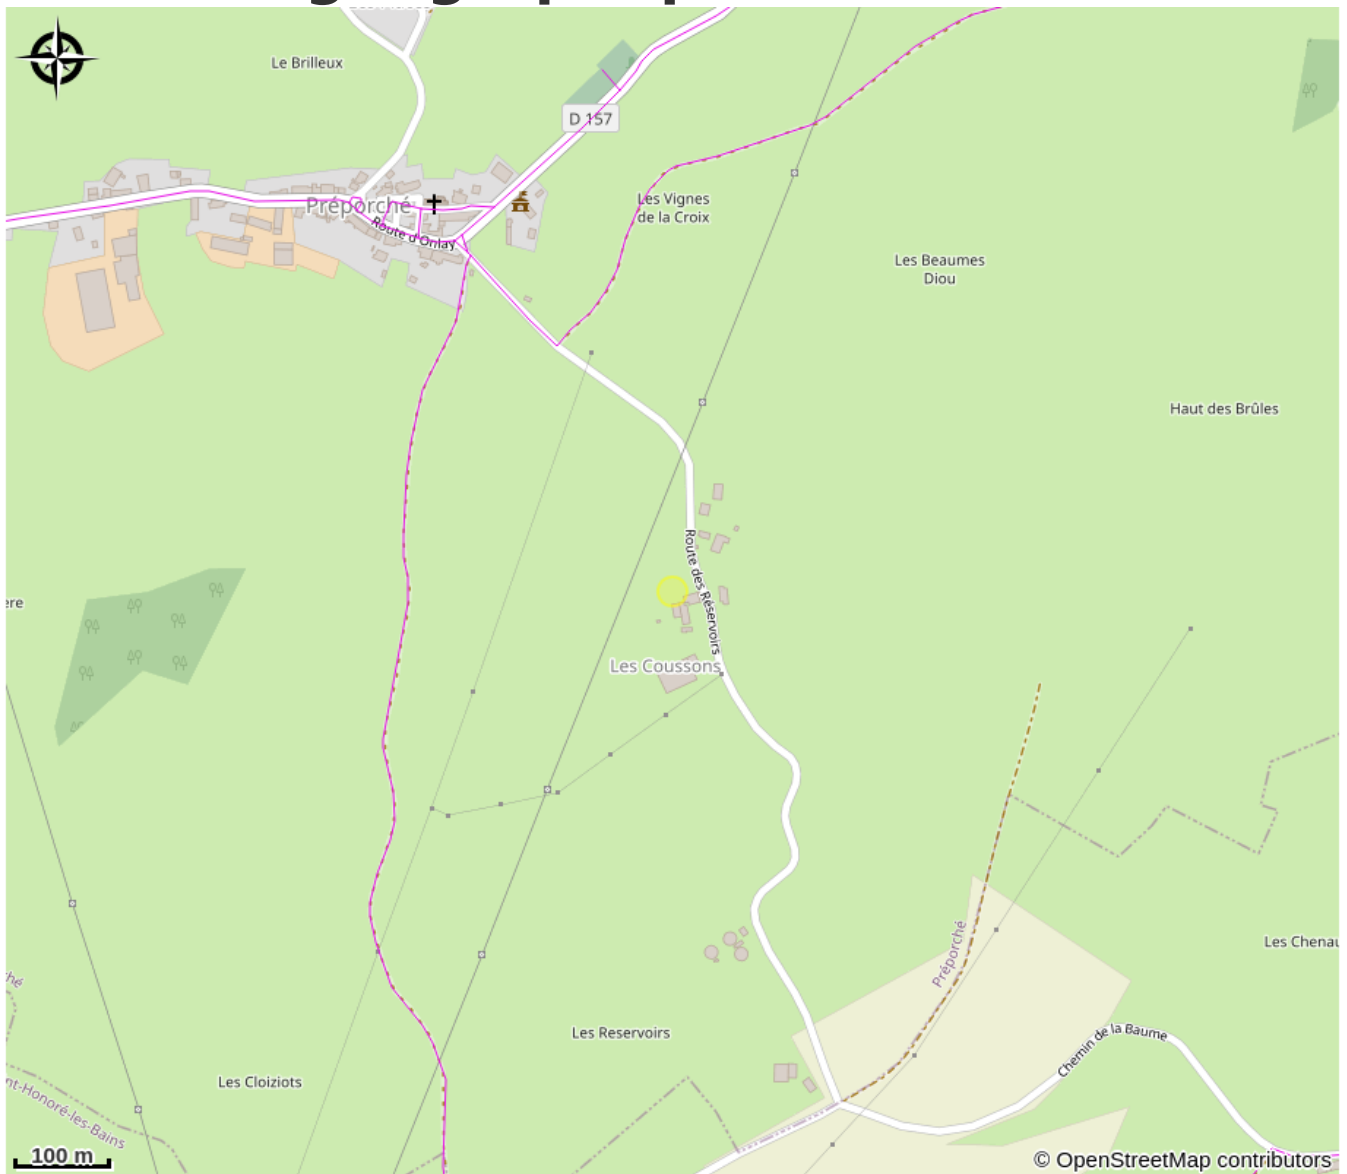 Le Brilleux
D 157
Préporché
Route d'Onlay
Les Vignes
de la Croix
Les Beaumes
Diou
Haut des Brûles
Route des Réservoirs
ere
Les Coussons
Préporché
Les Chenau
ché
Les Reservoirs
Chemin de la Baume
Les Cloiziots
nt-Honoré-les-Bains
100 m
© OpenStreetMap contributors